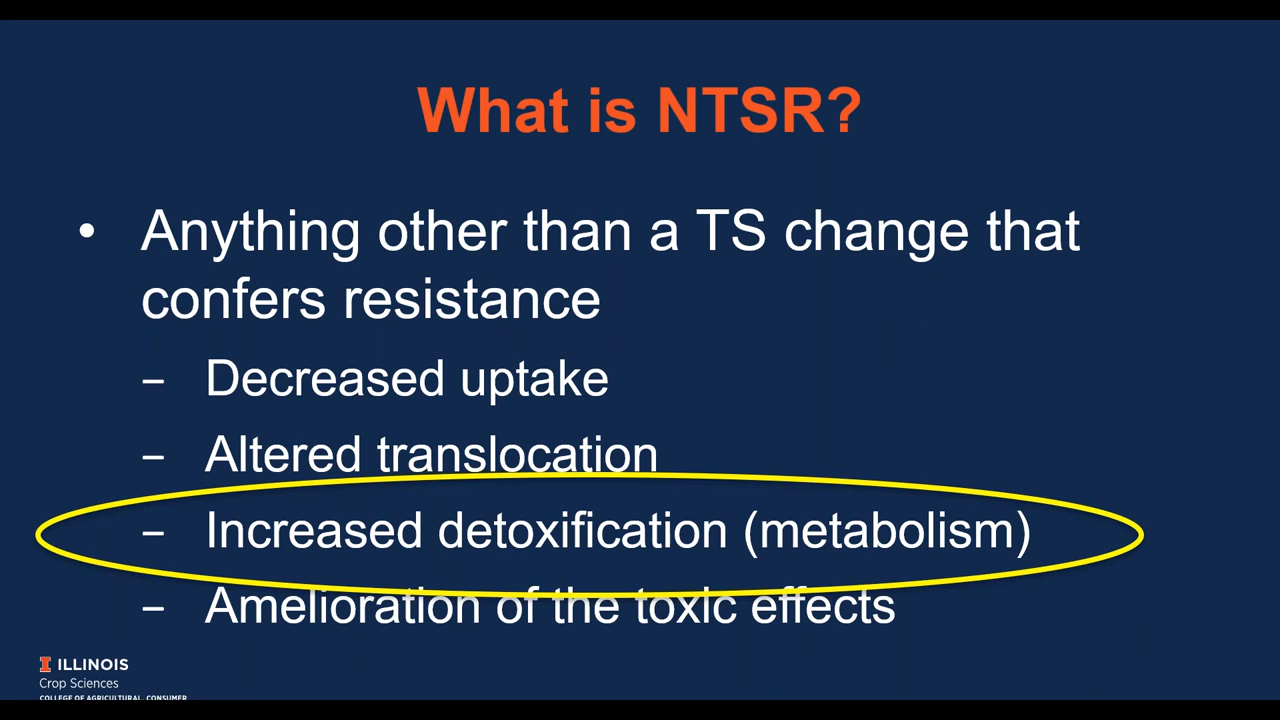 What is NTSR?
• Anything other than a TS change that
confers resistance
– Decreased uptake
– Altered translocation
– Increased detoxification (metabolism)
– Amelioration of the toxic effects
I ILLINOIS
Crop Sciences
COLLEGE OF AGRICULTURAL, CONSUMER